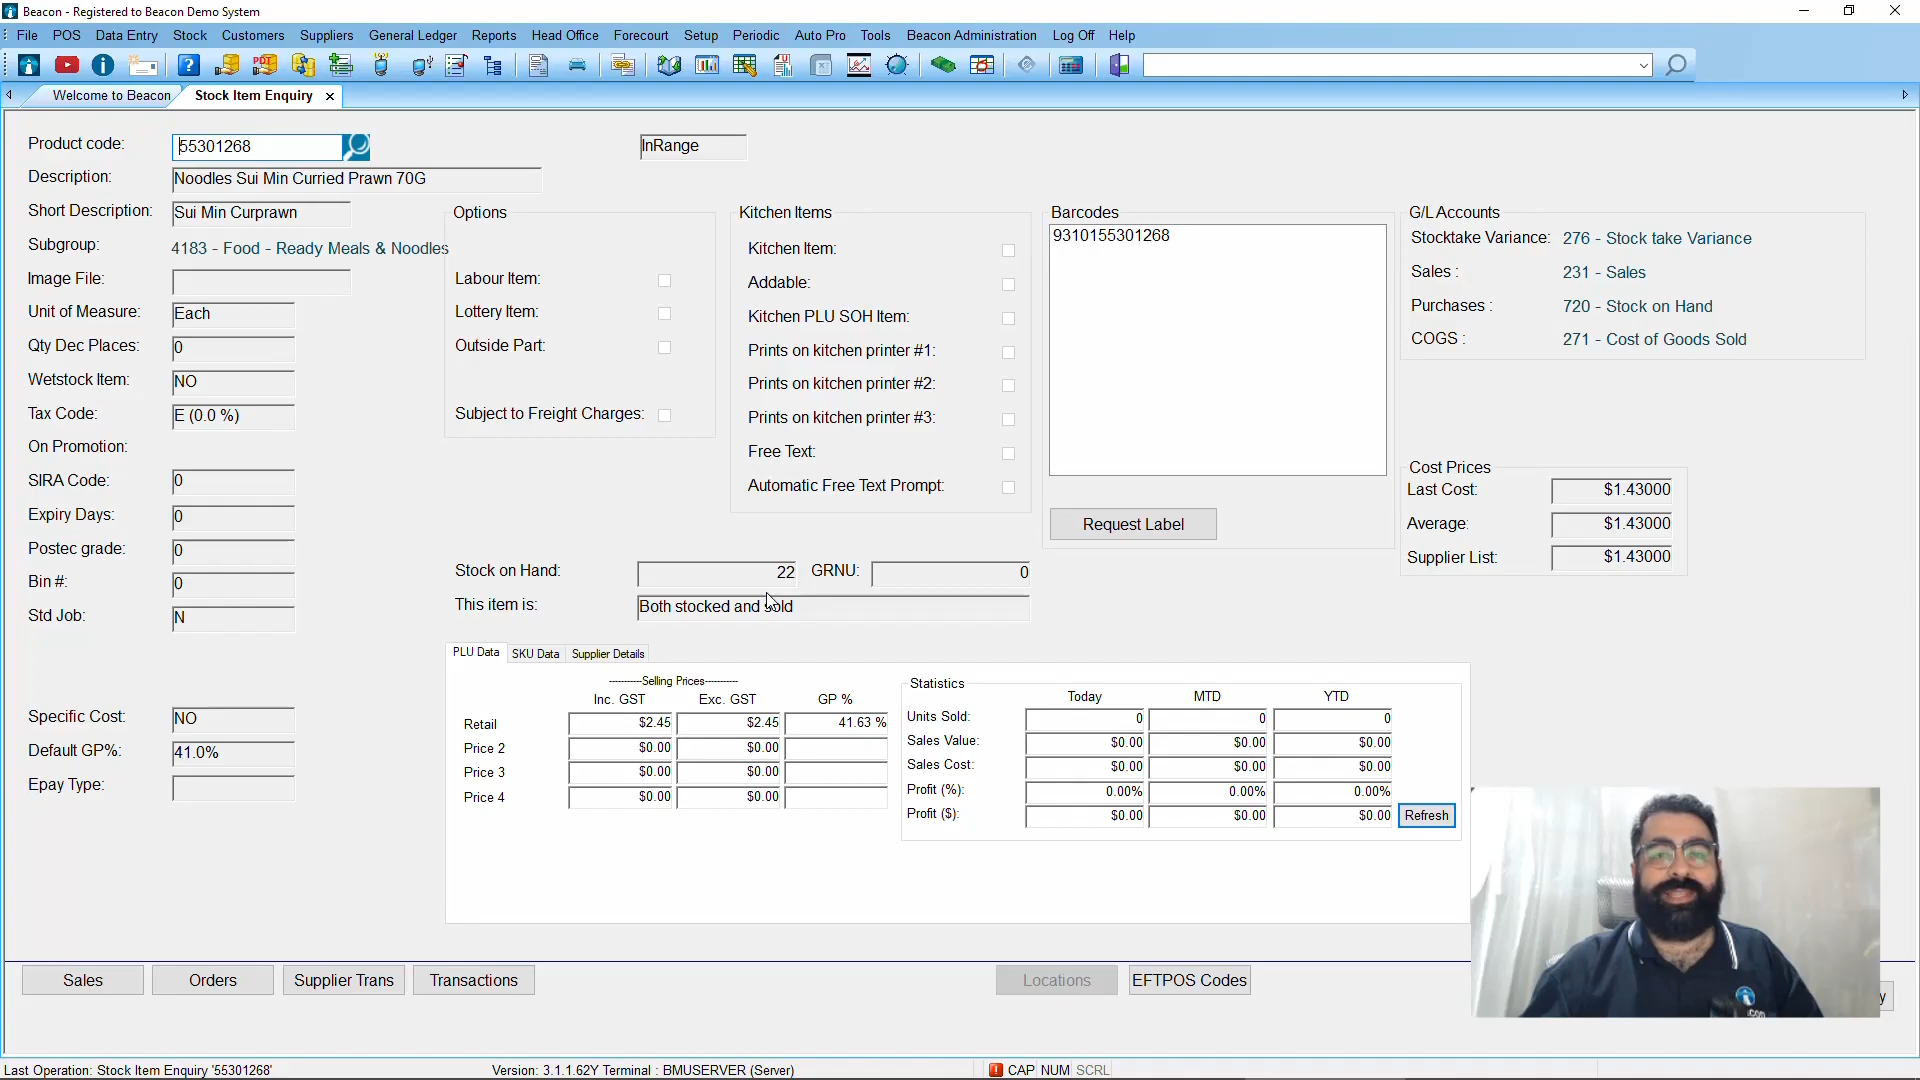 Beacon - Registered to Beacon Demo System
File POS Data Entry Stock Customers Suppliers General Ledger Reports Head Office Forecourt Setup Periodic Auto Pro Tools Beacon Administration Log Off Help
Welcome to Beacon Stock Item Enquiry
Product code: 55301268 InRange
Description: Noodles Sui Min Curried Prawn 70G
Short Description: Sui Min Curprawn
Subgroup: 4183 - Food - Ready Meals & Noodles
Image File:
Unit of Measure: Each
Qty Dec Places: 0
Wetstock Item: NO
Tax Code: E (0.0 %)
On Promotion:
SIRA Code: 0
Expiry Days: 0
Postec grade: 0
Bin #: 0
Std Job: N
Specific Cost: NO
Default GP%: 41.0%
Epay Type:
Options
Labour Item:
Lottery Item:
Outside Part:
Subject to Freight Charges:
Kitchen Items
Kitchen Item:
Addable:
Kitchen PLU SOH Item:
Prints on kitchen printer #1:
Prints on kitchen printer #2:
Prints on kitchen printer #3:
Free Text:
Automatic Free Text Prompt:
Barcodes
9310155301268
Request Label
G/L Accounts
Stocktake Variance: 276 - Stock take Variance
Sales : 231 - Sales
Purchases : 720 - Stock on Hand
COGS : 271 - Cost of Goods Sold
Cost Prices
Last Cost: $1.43000
Average: $1.43000
Supplier List: $1.43000
Stock on Hand: 22 GRNU: 0
This item is: Both stocked and sold
PLU Data SKU Data Supplier Details
----------Selling Prices----------
Inc. GST Exc. GST GP %
Retail $2.45 $2.45 41.63 %
Price 2 $0.00 $0.00
Price 3 $0.00 $0.00
Price 4 $0.00 $0.00
Statistics
Today MTD YTD
Units Sold: 0 0 0
Sales Value: $0.00 $0.00 $0.00
Sales Cost: $0.00 $0.00 $0.00
Profit (%): 0.00% 0.00% 0.00%
Profit ($): $0.00 $0.00 $0.00
Refresh
Sales Orders Supplier Trans Transactions Locations EFTPOS Codes
Last Operation: Stock Item Enquiry '55301268' Version: 3.1.1.62Y Terminal : BMUSERVER (Server) CAP NUM SCRL